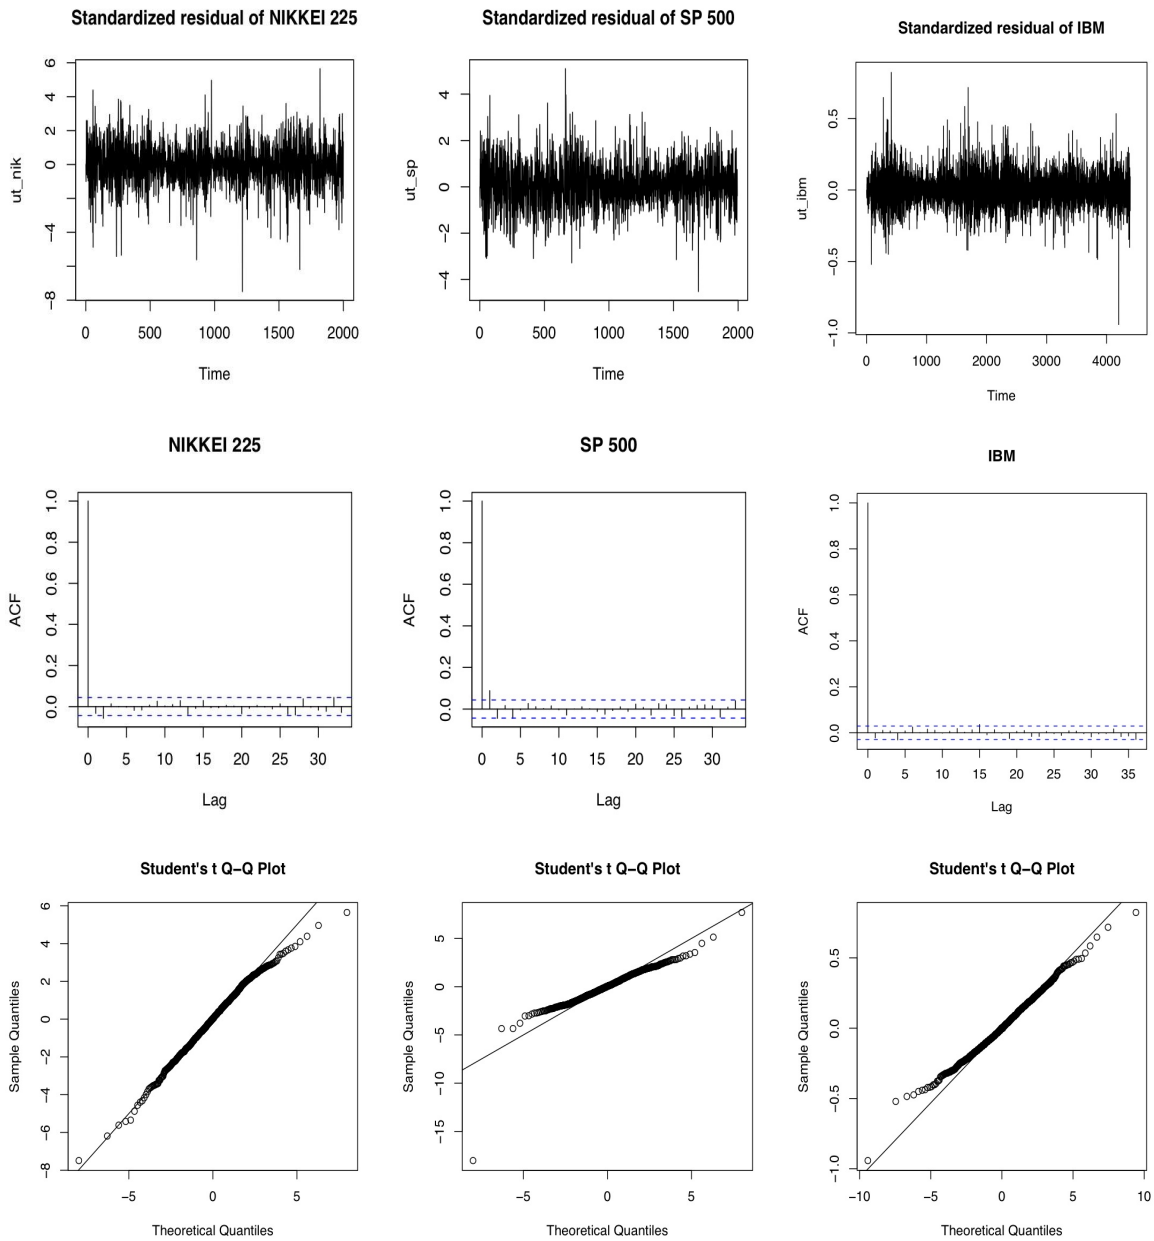 Standardized residual of NIKKEI 225
ut_nik
6
4
2
0
−4
−8
0 500 1000 1500 2000
Time
Standardized residual of SP 500
ut_sp
4
2
0
−2
−4
0 500 1000 1500 2000
Time
Standardized residual of IBM
ut_ibm
0.5
0.0
−0.5
−1.0
0 1000 2000 3000 4000
Time
NIKKEI 225
ACF
1.0
0.8
0.6
0.4
0.2
0.0
0 5 10 15 20 25 30
Lag
SP 500
ACF
1.0
0.8
0.6
0.4
0.2
0.0
0 5 10 15 20 25 30
Lag
IBM
ACF
1.0
0.8
0.6
0.4
0.2
0.0
0 5 10 15 20 25 30 35
Lag
Student's t Q−Q Plot
Sample Quantiles
6
4
2
0
−2
−4
−6
−8
−5 0 5
Theoretical Quantiles
Student's t Q−Q Plot
Sample Quantiles
5
0
−5
−10
−15
−5 0 5
Theoretical Quantiles
Student's t Q−Q Plot
Sample Quantiles
0.5
0.0
−0.5
−1.0
−10 −5 0 5 10
Theoretical Quantiles